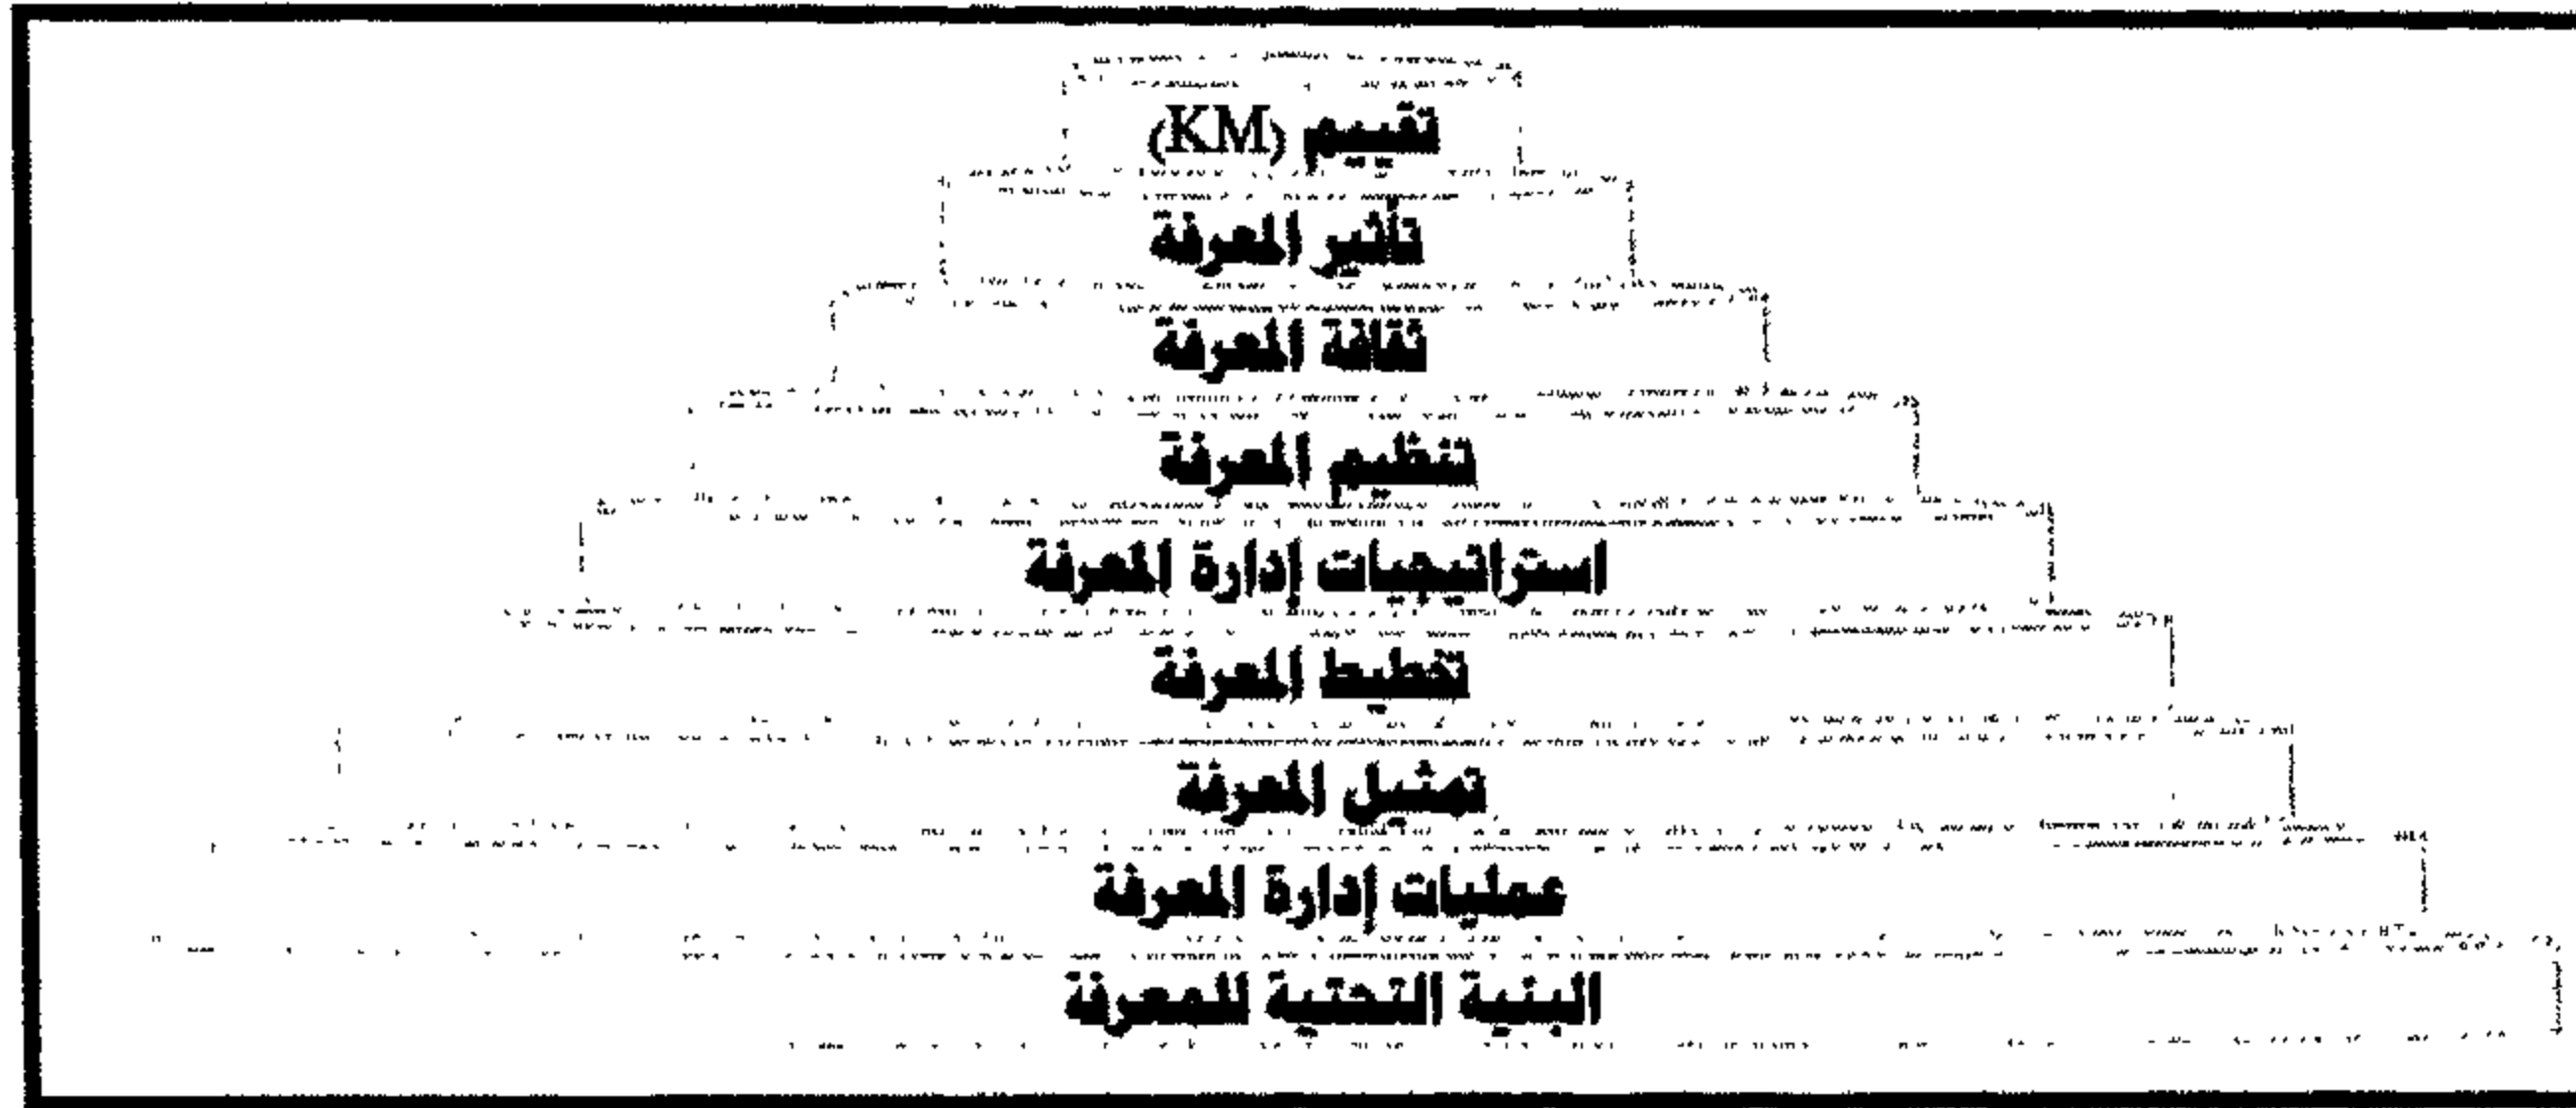 تقييم (KM)
تأثير المعرفة
ثقافة المعرفة
تنظيم المعرفة
استراتيجيات إدارة المعرفة
تخطيط المعرفة
تمثيل المعرفة
عمليات إدارة المعرفة
البنية التحتية للمعرفة